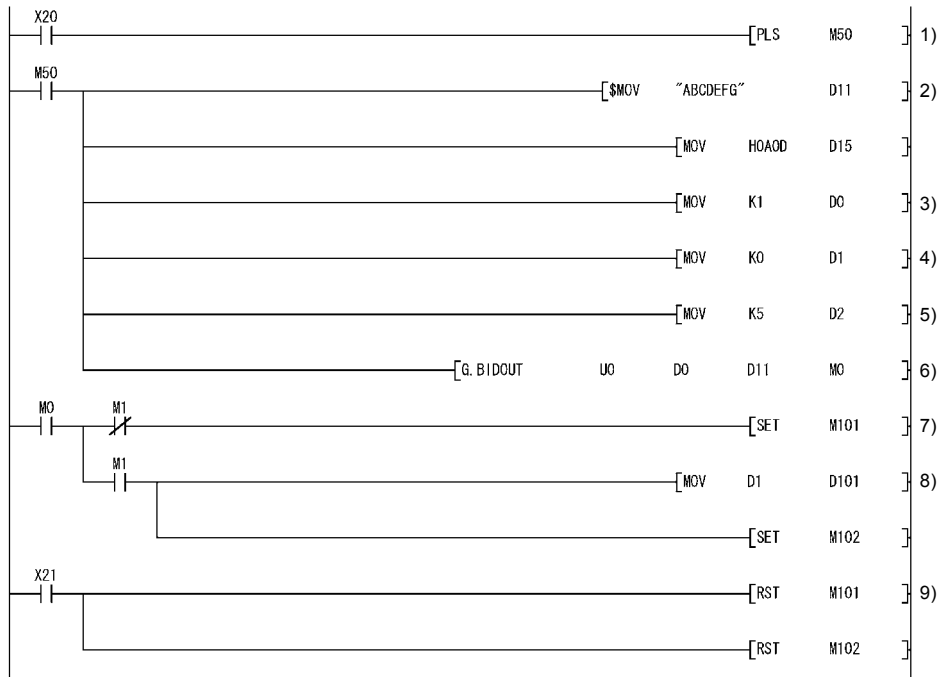 X20
[PLS M50] 1)
M50
[$MOV "ABCDEFG" D11] 2)
[MOV H0A0D D15]
[MOV K1 D0] 3)
[MOV K0 D1] 4)
[MOV K5 D2] 5)
[G.BIDOUT U0 D0 D11 M0] 6)
M0 M1
[SET M101] 7)
M1
[MOV D1 D101] 8)
[SET M102]
X21
[RST M101] 9)
[RST M102]